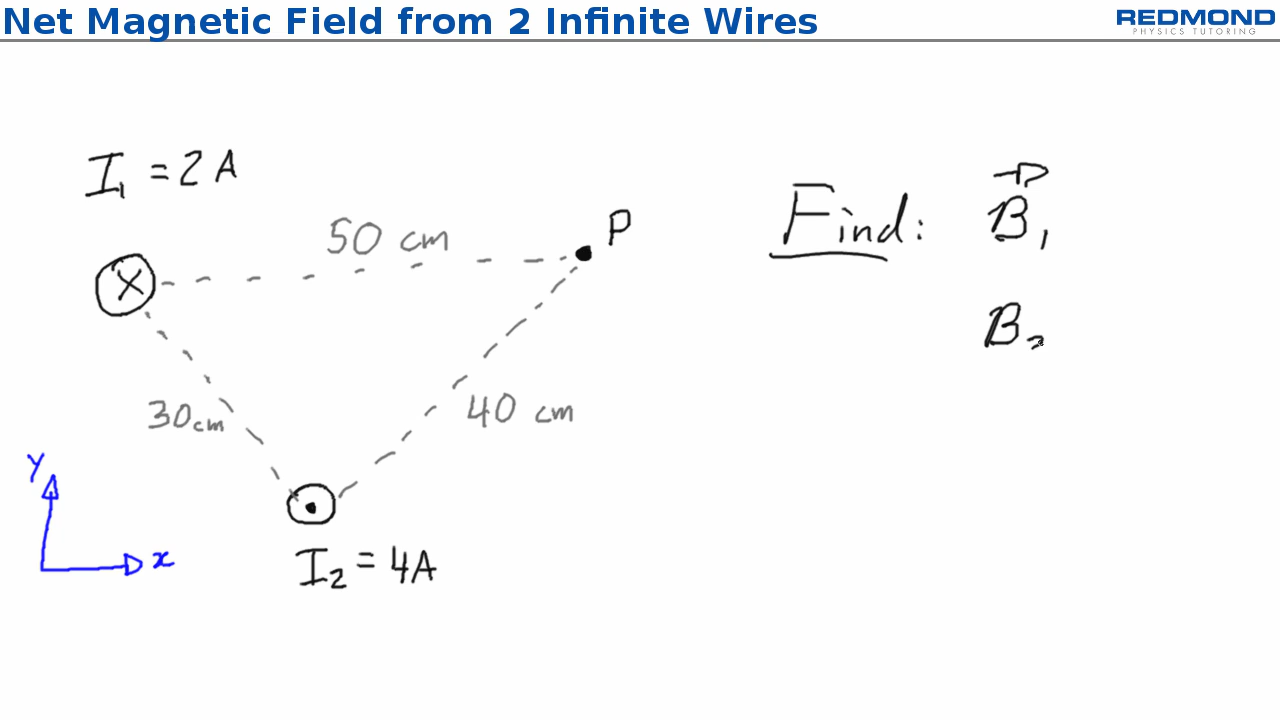 Net Magnetic Field from 2 Infinite Wires
REDMOND
PHYSICS TUTORING
I₁ = 2 A
50 cm
P
Find: B₁
X
B₂
30cm
40 cm
y
x
I₂ = 4A